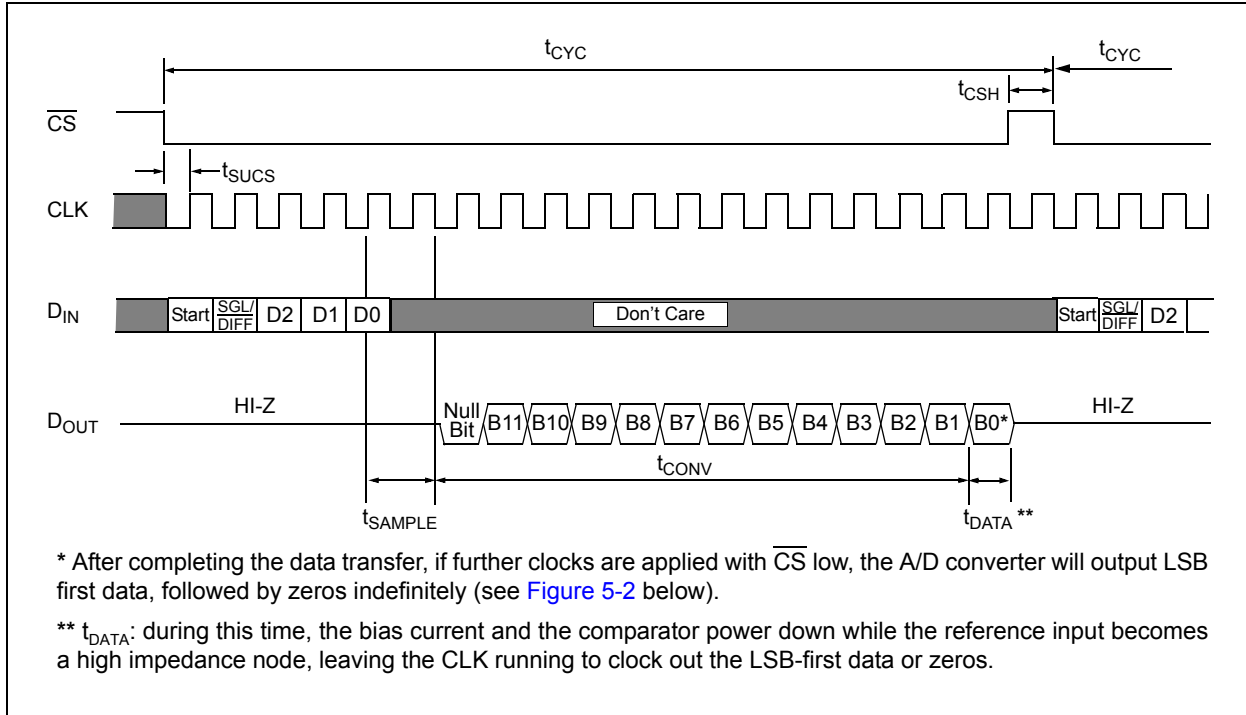 tCYC
tCYC
tCSH
CS
tSUCS
CLK
DIN
Start SGL/DIFF D2 D1 D0
Don't Care
Start SGL/DIFF D2
DOUT
HI-Z
Null Bit B11 B10 B9 B8 B7 B6 B5 B4 B3 B2 B1 B0*
HI-Z
tCONV
tSAMPLE
tDATA **
* After completing the data transfer, if further clocks are applied with CS low, the A/D converter will output LSB
first data, followed by zeros indefinitely (see Figure 5-2 below).
** tDATA: during this time, the bias current and the comparator power down while the reference input becomes
a high impedance node, leaving the CLK running to clock out the LSB-first data or zeros.